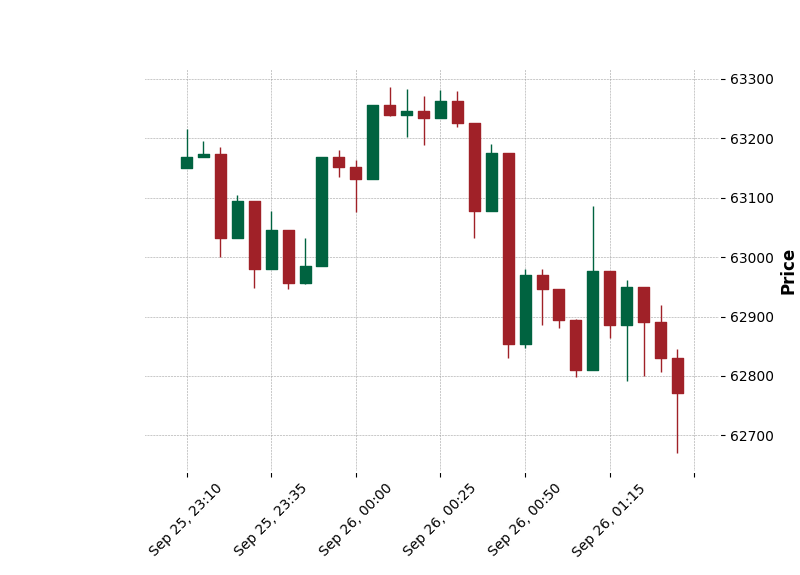 63300
63200
63100
63000
62900
62800
62700
Price
Sep 25, 23:10
Sep 25, 23:35
Sep 26, 00:00
Sep 26, 00:25
Sep 26, 00:50
Sep 26, 01:15